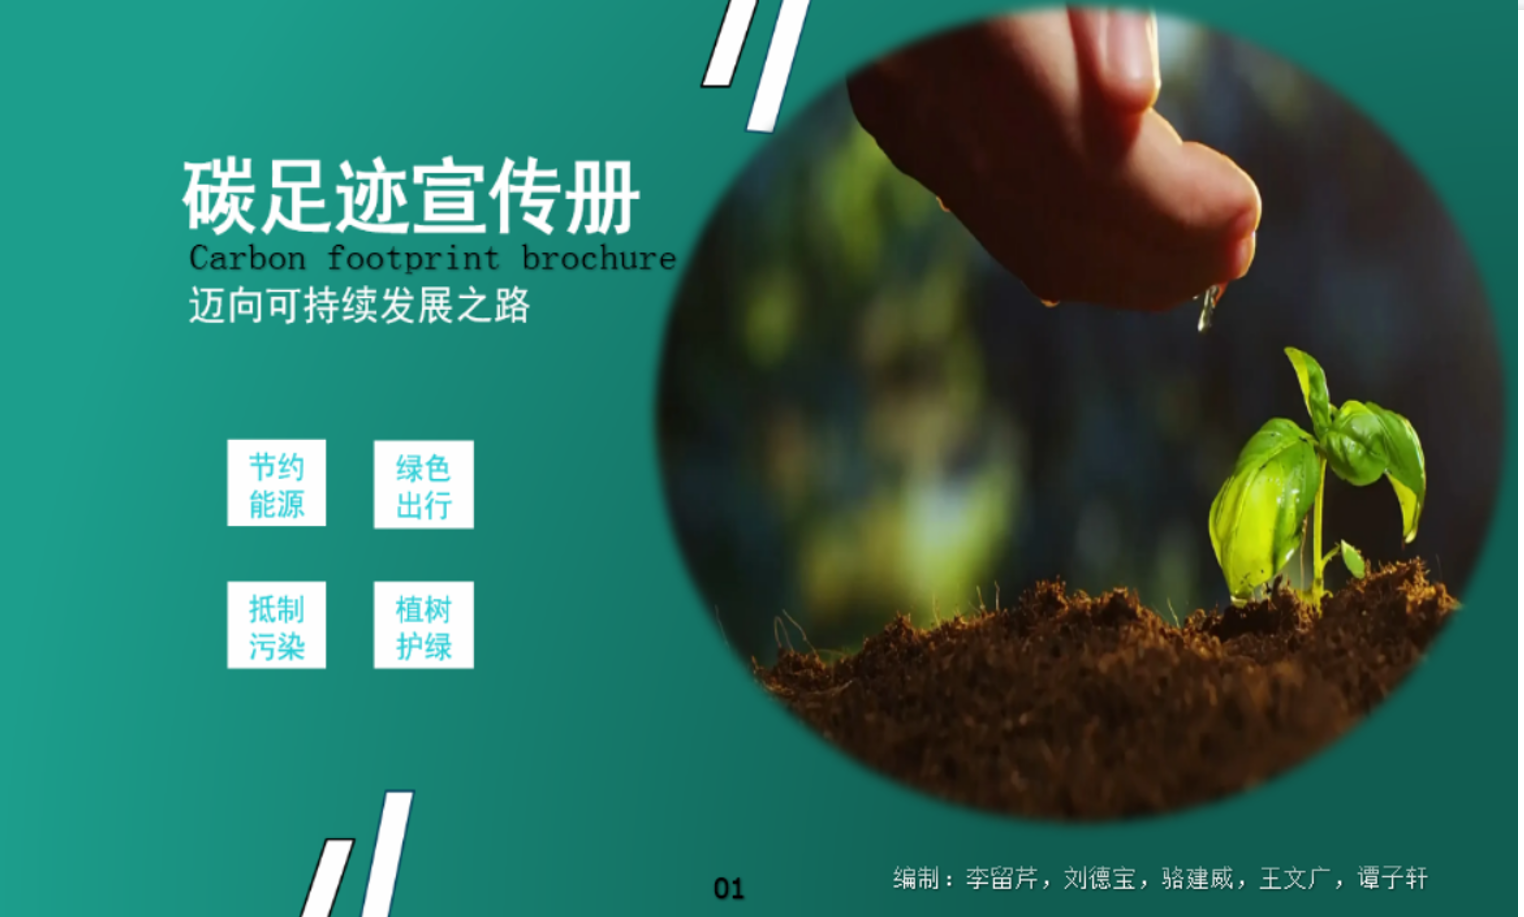 碳足迹宣传册
Carbon footprint brochure
迈向可持续发展之路
节约
能源
绿色
出行
抵制
污染
植树
护绿
01
编制：李留芹，刘德宝，骆建威，王文广，谭子轩